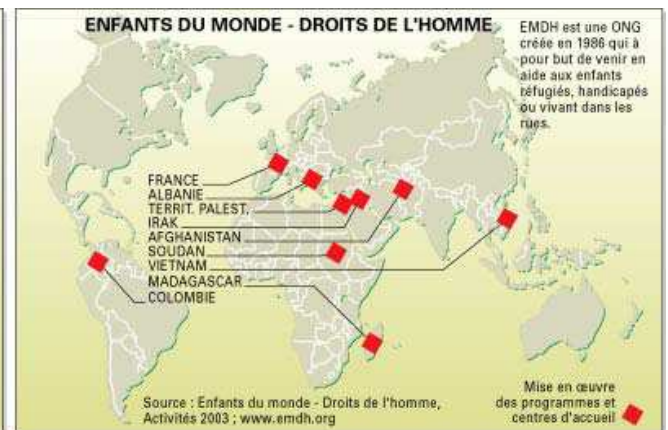 ENFANTS DU MONDE - DROITS DE L'HOMME
EMDH est une ONG
créée en 1986 qui à
pour but de venir en
aide aux enfants
réfugiés, handicapés
ou vivant dans les
rues.
FRANCE
ALBANIE
TERRIT. PALEST.
IRAK
AFGHANISTAN
SOUDAN
VIETNAM
MADAGASCAR
COLOMBIE
Source : Enfants du monde - Droits de l'homme,
Activités 2003 ; www.emdh.org
Mise en œuvre
des programmes et
centres d'accueil